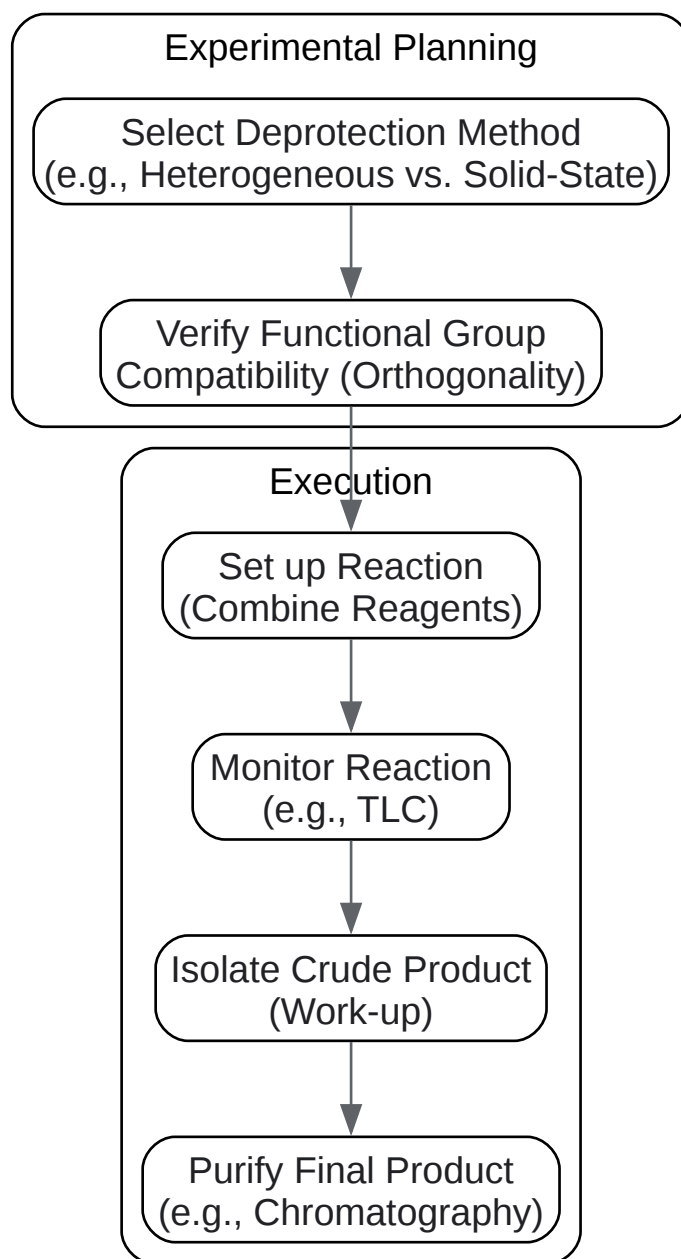 Experimental Planning
Select Deprotection Method
(e.g., Heterogeneous vs. Solid-State)
Verify Functional Group
Compatibility (Orthogonality)
Execution
Set up Reaction
(Combine Reagents)
Monitor Reaction
(e.g., TLC)
Isolate Crude Product
(Work-up)
Purify Final Product
(e.g., Chromatography)